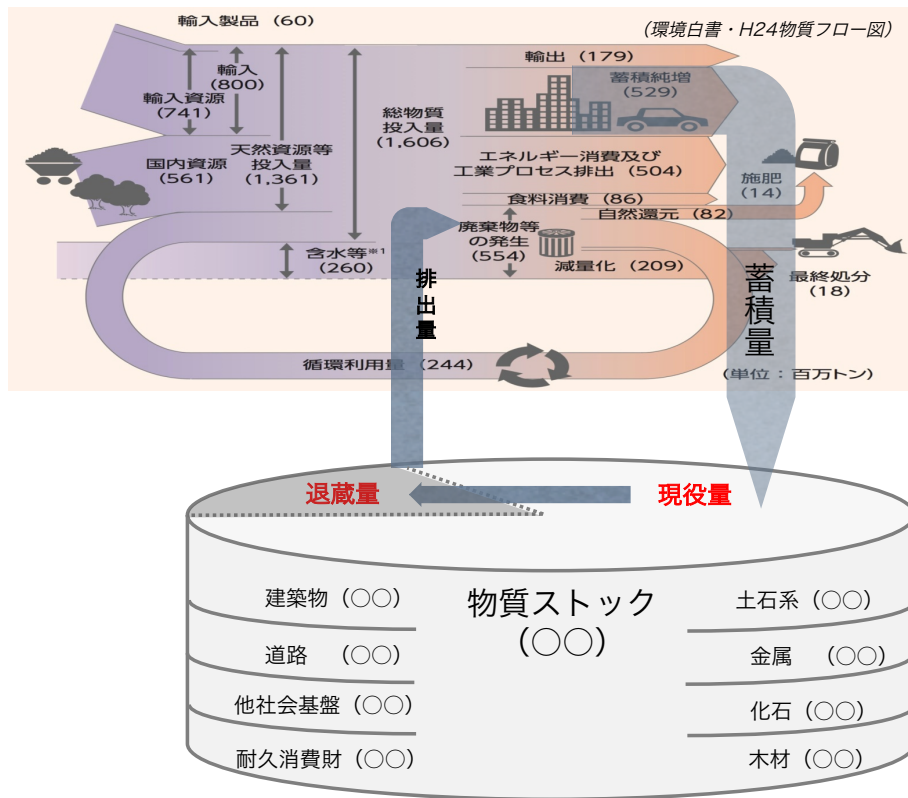 輸入製品（60）
（環境白書・H24物質フロー図）
輸入
（800）
輸入資源
（741）
国内資源
（561）
天然資源等
投入量
（1,361）
総物質
投入量
（1,606）
含水等※1
（260）
輸出（179）
蓄積純増
（529）
エネルギー消費及び
工業プロセス排出（504）
食料消費（86）
自然還元（82）
廃棄物等
の発生
（554）
減量化（209）
施肥
（14）
最終処分
（18）
循環利用量（244）
（単位：百万トン）
排出量
蓄積量
退蔵量
現役量
物質ストック
（○○）
建築物（○○）
道路　（○○）
他社会基盤（○○）
耐久消費財（○○）
土石系（○○）
金属　（○○）
化石（○○）
木材（○○）